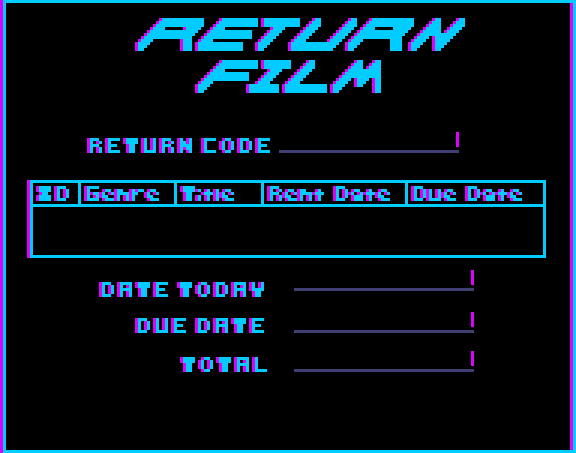 RETURN
FILM
RETURN CODE
ID Genre Time Rent Date Due Date
DATE TODAY
DUE DATE
TOTAL